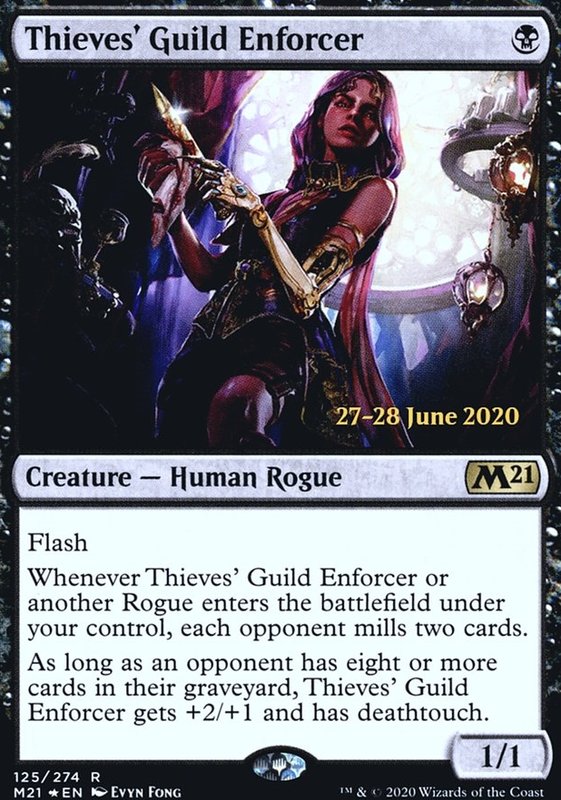 Thieves' Guild Enforcer
27–28 June 2020
Creature — Human Rogue
M21
Flash
Whenever Thieves' Guild Enforcer or
another Rogue enters the battlefield under
your control, each opponent mills two cards.
As long as an opponent has eight or more
cards in their graveyard, Thieves' Guild
Enforcer gets +2/+1 and has deathtouch.
1/1
125/274 R
M21 ★ EN Evyn Fong
™ & © 2020 Wizards of the Coast